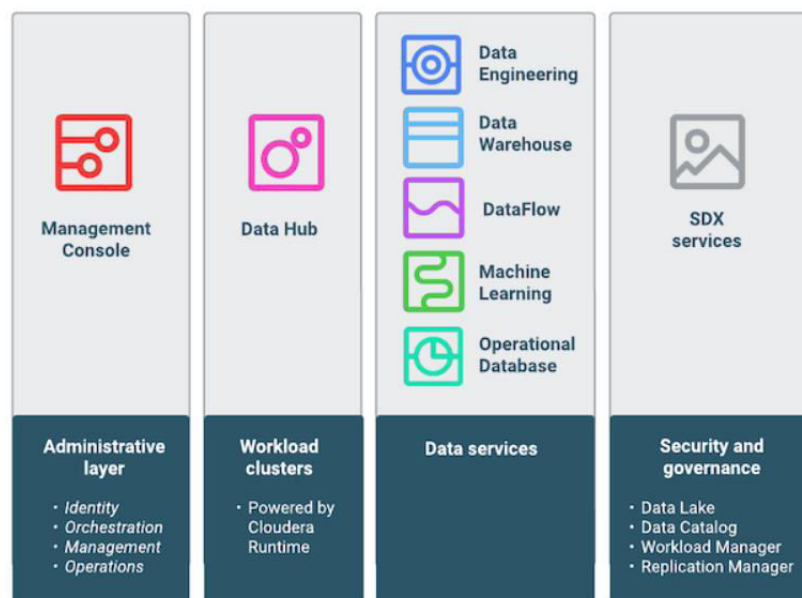 Management
Console
Administrative
layer
• Identity
• Orchestration
• Management
• Operations
Data Hub
Workload
clusters
• Powered by
Cloudera
Runtime
Data
Engineering
Data
Warehouse
DataFlow
Machine
Learning
Operational
Database
Data services
SDX
services
Security and
governance
• Data Lake
• Data Catalog
• Workload Manager
• Replication Manager